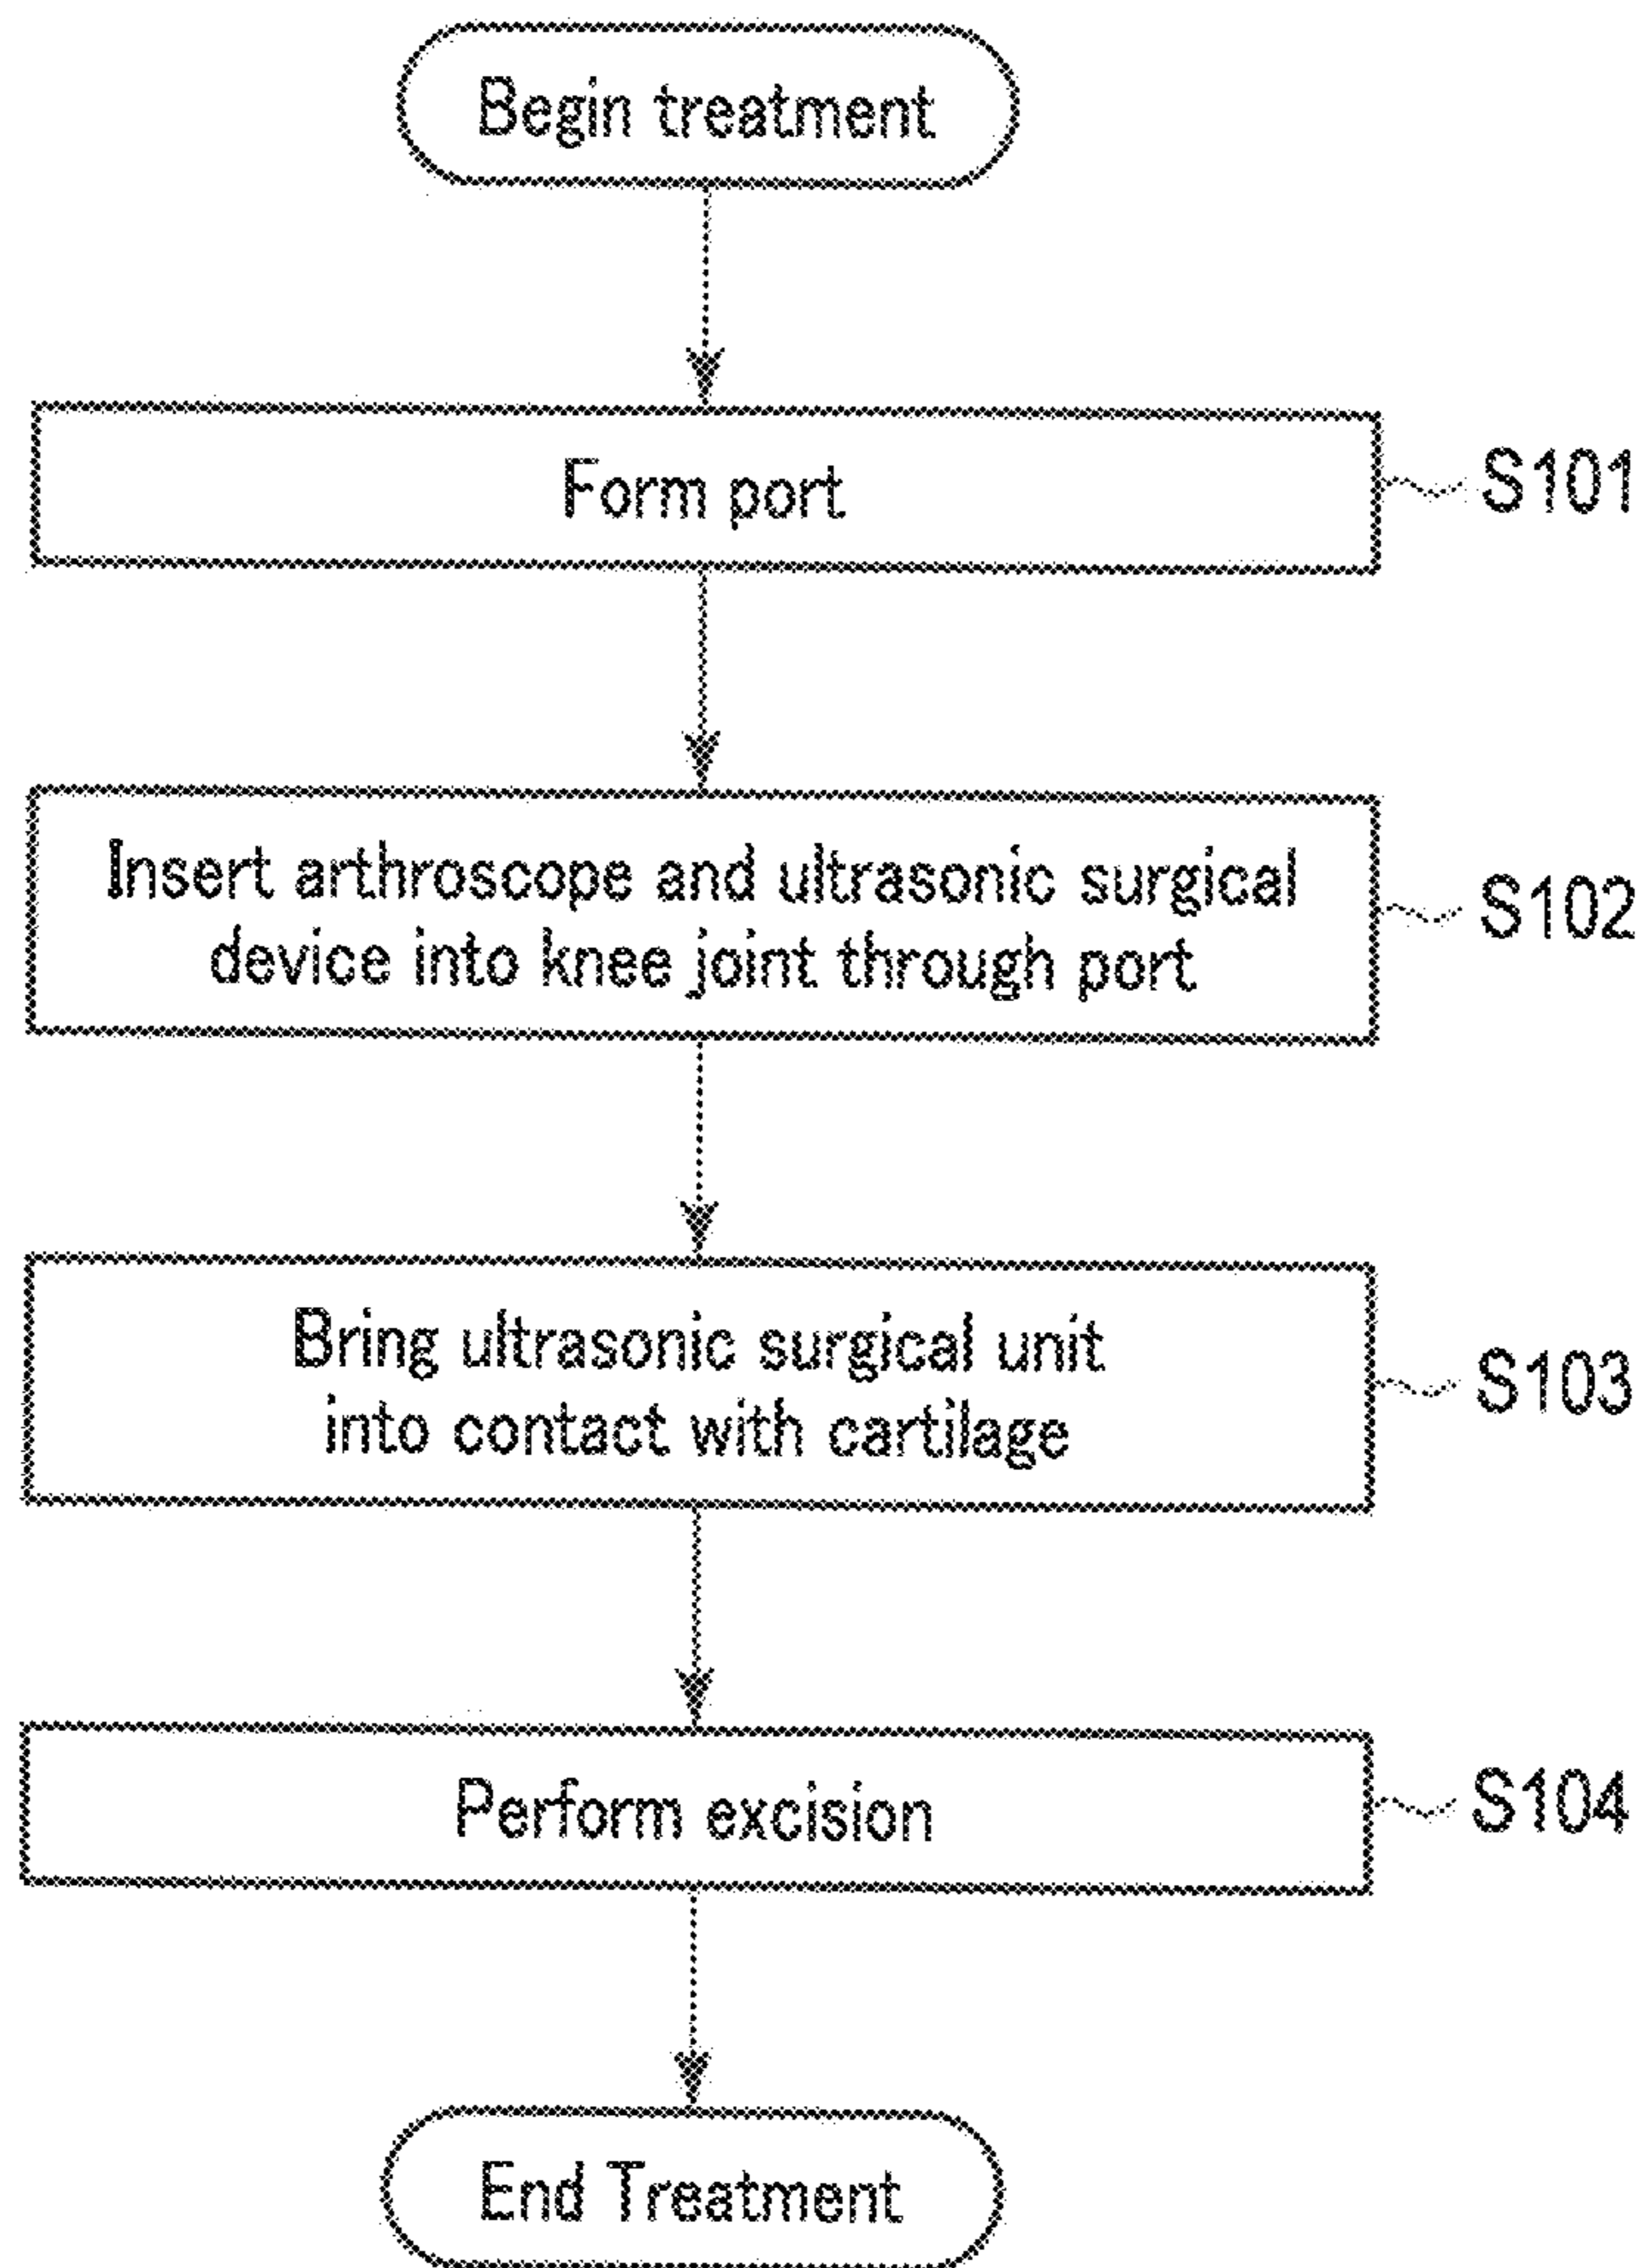 Begin treatment
Form port
S101
Insert arthroscope and ultrasonic surgical
device into knee joint through port
S102
Bring ultrasonic surgical unit
into contact with cartilage
S103
Perform excision
S104
End Treatment